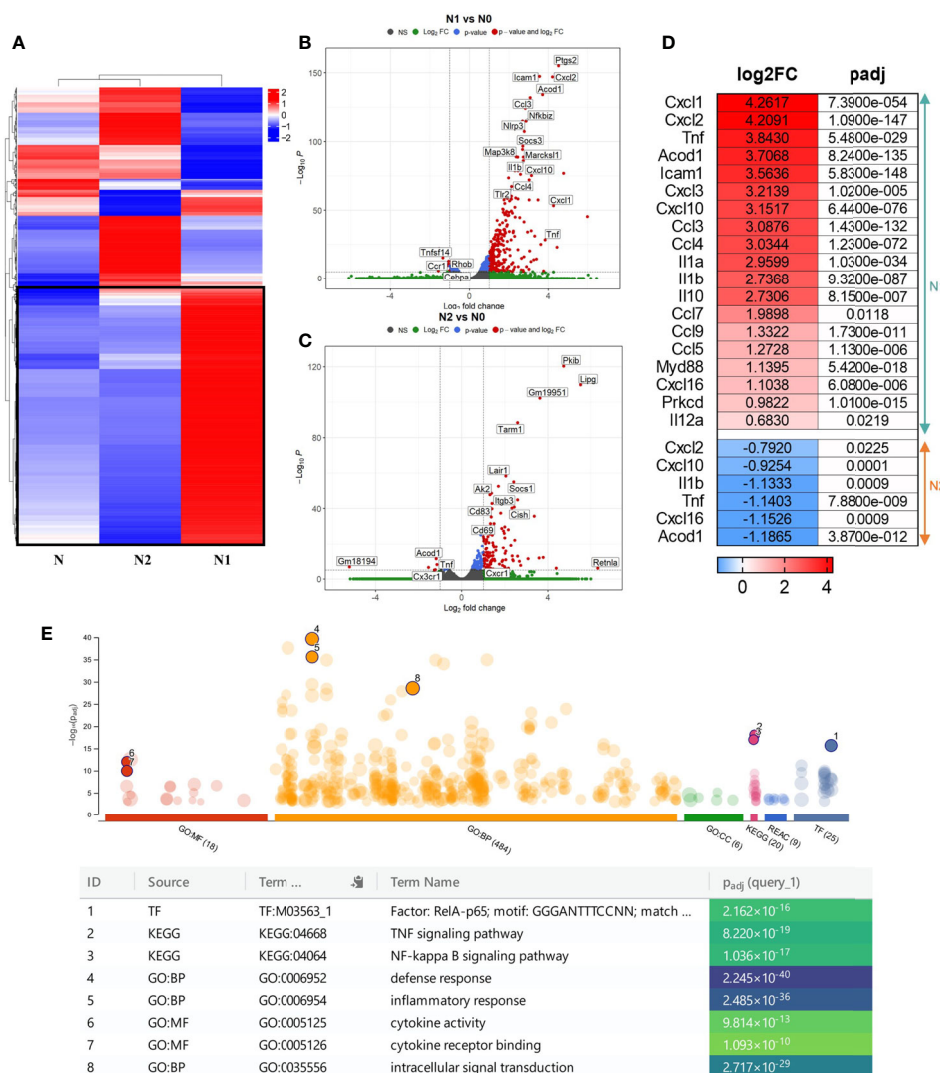 A
2
1
0
−1
−2
N
N2
N1
B
N1 vs N0
NS Log₂ FC p-value p – value and log₂ FC
−Log₁₀ P
150
100
50
0
Ptgs2
Icam1
Cxcl2
Acod1
Ccl3
Nfkbiz
Nlrp3
Socs3
Map3k8
Marcksl1
Il1b
Cxcl10
Ccl4
Tlr2
Cxcl1
Tnf
Tnfsf14
Rhob
Ccr1
Cebpa
-4
0
4
Log₂ fold change
C
N2 vs N0
NS Log₂ FC p-value p – value and log₂ FC
−Log₁₀ P
120
80
40
0
Pkib
Lipg
Gm19951
Tarm1
Lair1
Ak2
Socs1
Itgb3
Cd83
Cish
Cd69
Acod1
Gm18194
Tnf
Cx3cr1
Cxcr1
Retnla
-4
0
4
Log₂ fold change
D
log2FC padj
Cxcl1 4.2617 7.3900e-054
Cxcl2 4.2091 1.0900e-147
Tnf 3.8430 5.4800e-029
Acod1 3.7068 8.2400e-135
Icam1 3.5636 5.8300e-148
Cxcl3 3.2139 1.0200e-005
Cxcl10 3.1517 6.4400e-076
Ccl3 3.0876 1.4300e-132
Ccl4 3.0344 1.2300e-072
Il1a 2.9599 1.0300e-034
Il1b 2.7368 9.3200e-087
Il10 2.7306 8.1500e-007
Ccl7 1.9898 0.0118
Ccl9 1.3322 1.7300e-011
Ccl5 1.2728 1.1300e-006
Myd88 1.1395 5.4200e-018
Cxcl16 1.1038 6.0800e-006
Prkcd 0.9822 1.0100e-015
Il12a 0.6830 0.0219
N
Cxcl2 -0.7920 0.0225
Cxcl10 -0.9254 0.0001
Il1b -1.1333 0.0009
Tnf -1.1403 7.8800e-009
Cxcl16 -1.1526 0.0009
Acod1 -1.1865 3.8700e-012
0 2 4
E
−log₁₀(pₐdⱼ)
40
35
30
25
20
15
10
5
0
4
5
8
6
7
2
3
1
GO:MF (18)
GO:BP (484)
GO:CC (6)
KEGG (20)
REAC (9)
TF (25)
ID Source Term ... Term Name padj (query_1)
1 TF TF:M03563_1 Factor: RelA-p65; motif: GGGANTTTCCNN; match ... 2.162×10⁻¹⁶
2 KEGG KEGG:04668 TNF signaling pathway 8.220×10⁻¹⁹
3 KEGG KEGG:04064 NF-kappa B signaling pathway 1.036×10⁻¹⁷
4 GO:BP GO:0006952 defense response 2.245×10⁻⁴⁰
5 GO:BP GO:0006954 inflammatory response 2.485×10⁻³⁶
6 GO:MF GO:0005125 cytokine activity 9.814×10⁻¹³
7 GO:MF GO:0005126 cytokine receptor binding 1.093×10⁻¹⁰
8 GO:BP GO:0035556 intracellular signal transduction 2.717×10⁻²⁹